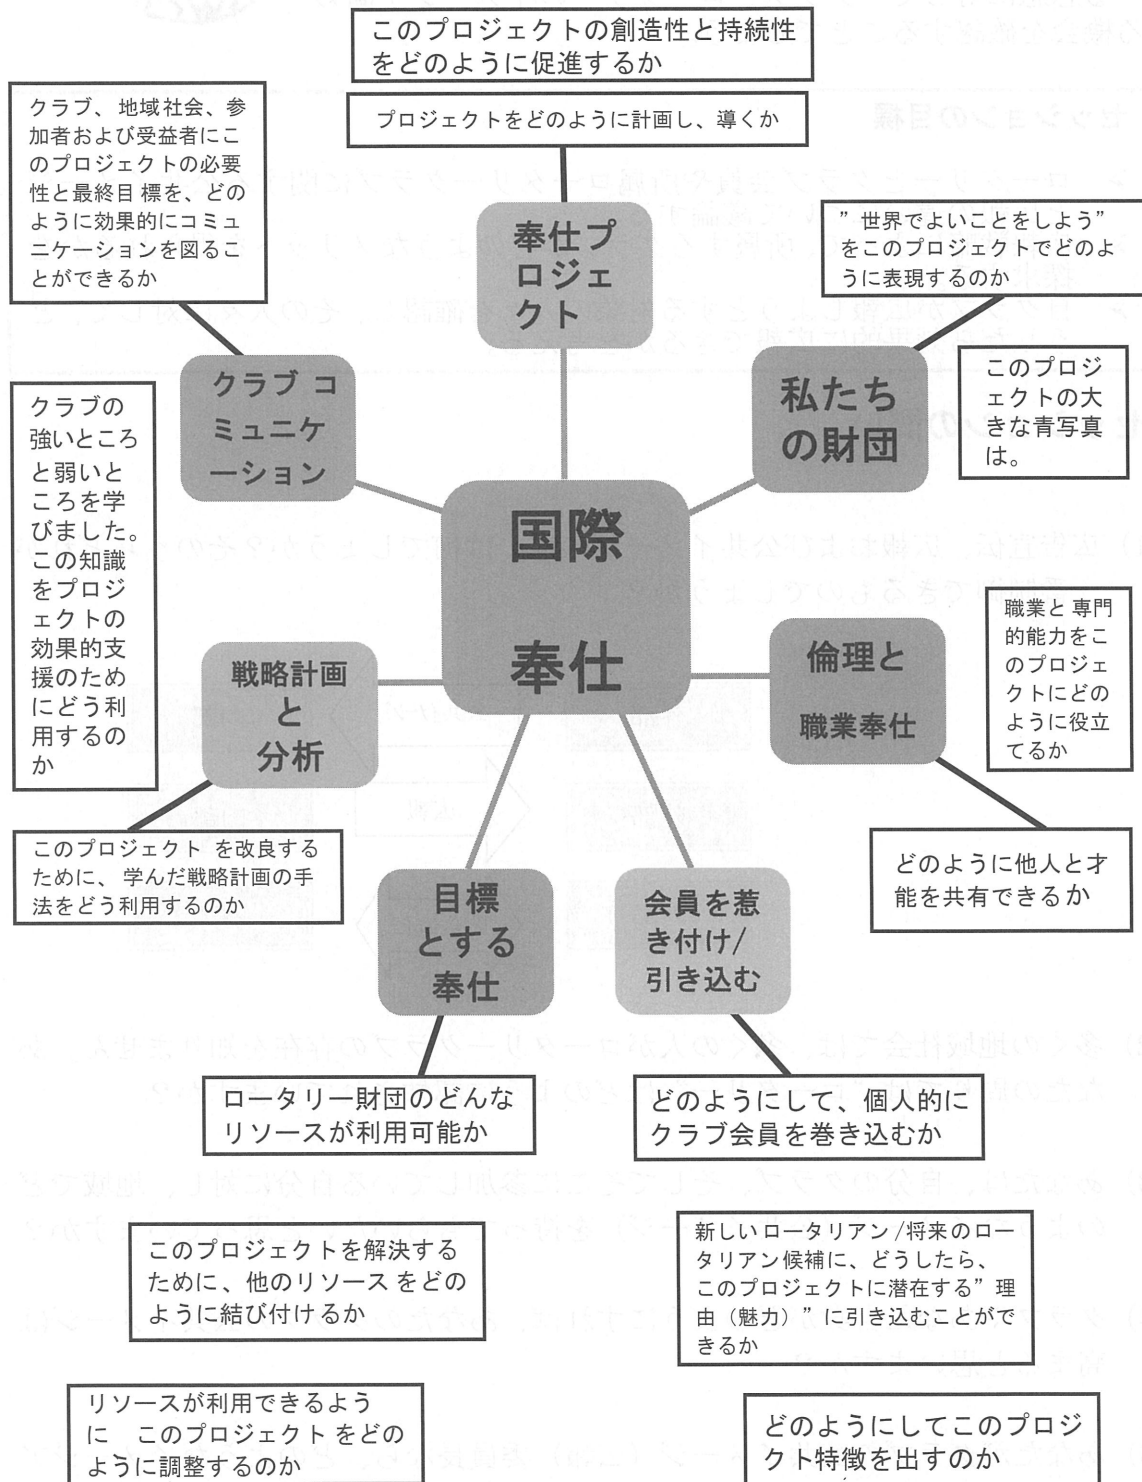 このプロジェクトの創造性と持続性
をどのように促進するか
プロジェクトをどのように計画し、導くか
クラブ、地域社会、参
加者および受益者にこ
のプロジェクトの必要
性と最終目標を、どの
ように効果的にコミュ
ニケーションを図るこ
とができるか
奉仕プ
ロジェ
クト
”世界でよいことをしよう”
をこのプロジェクトでどのよ
うに表現するのか
クラブ コ
ミュニケ
ーション
私たち
の財団
このプロジ
ェクトの大
きな青写真
は。
クラブの
強いところ
と弱いと
ころを学
びました。
この知識
をプロジ
ェクトの
効果的支
援のため
にどう利
用するの
か
国際
奉仕
職業と専門
的能力をこ
のプロジェ
クトにどの
ように役立
てるか
倫理と
職業奉仕
戦略計画
と
分析
このプロジェクト を改良する
ために、 学んだ戦略計画の手
法をどう利用するのか
どのように他人と才
能を共有できるか
目標
とする
奉仕
会員を惹
き付け/
引き込む
ロータリー財団のどんな
リソースが利用可能か
どのようにして、個人的に
クラブ会員を巻き込むか
このプロジェクトを解決する
ために、他のリソース をどの
ように結び付けるか
新しいロータリアン/将来のロ
ータリアン候補に、どうしたら、
このプロジェクトに潜在する”理
由（魅力）”に引き込むことがで
きるか
リソースが利用できるよう
に このプロジェクト をどの
ように調整するのか
どのようにしてこのプロジ
ェクト特徴を出すのか